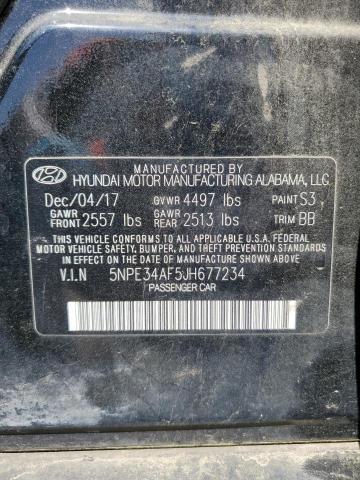 MANUFACTURED BY
HYUNDAI MOTOR MANUFACTURING ALABAMA, LLC
Dec/04/17 GVWR 4497 lbs PAINT S3
GAWR FRONT 2557 lbs GAWR REAR 2513 lbs TRIM BB
THIS VEHICLE CONFORMS TO ALL APPLICABLE U.S.A. FEDERAL
MOTOR VEHICLE SAFETY, BUMPER, AND THEFT PREVENTION STANDARDS
IN EFFECT ON THE DATE OF MANUFACTURE SHOWN ABOVE.
V.I.N 5NPE34AF5JH677234
PASSENGER CAR